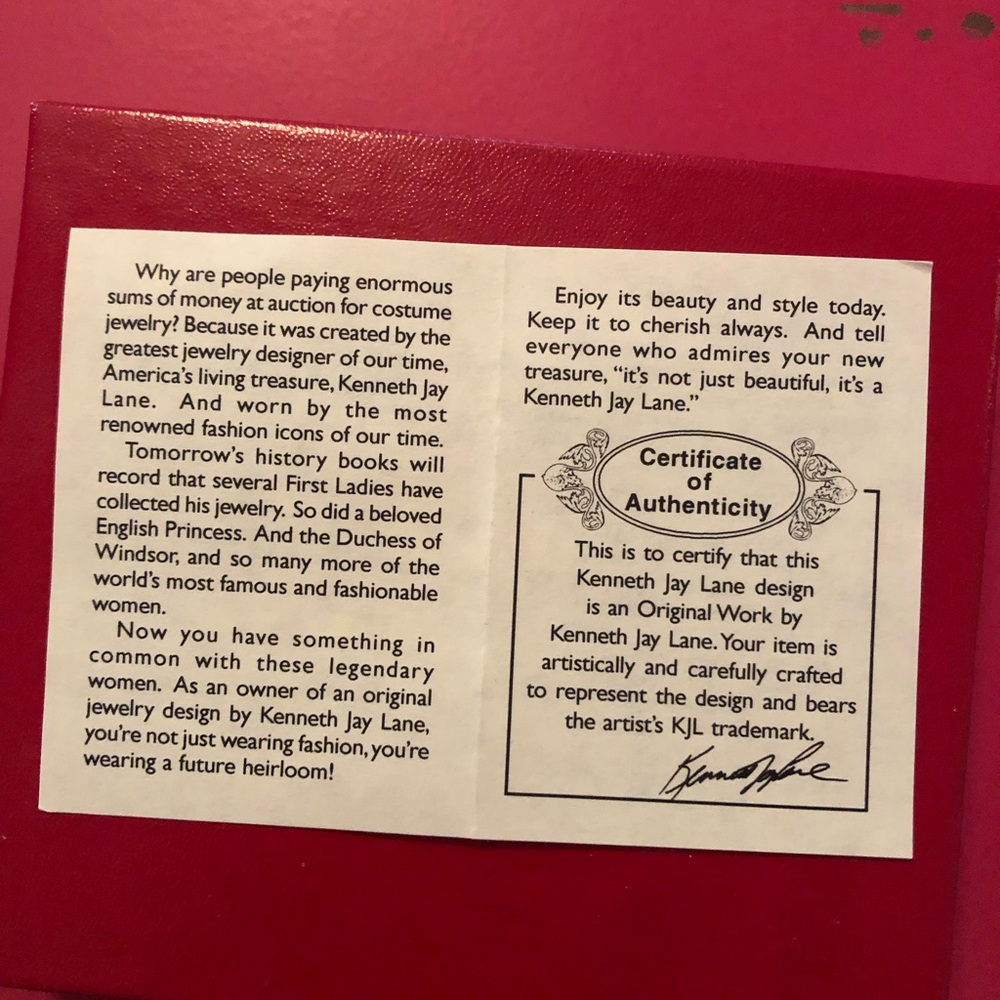 Why are people paying enormous
sums of money at auction for costume
jewelry? Because it was created by the
greatest jewelry designer of our time,
America's living treasure, Kenneth Jay
Lane. And worn by the most
renowned fashion icons of our time.
Tomorrow's history books will
record that several First Ladies have
collected his jewelry. So did a beloved
English Princess. And the Duchess of
Windsor, and so many more of the
world's most famous and fashionable
women.
Now you have something in
common with these legendary
women. As an owner of an original
jewelry design by Kenneth Jay Lane,
you're not just wearing fashion, you're
wearing a future heirloom!
Enjoy its beauty and style today.
Keep it to cherish always. And tell
everyone who admires your new
treasure, “it's not just beautiful, it's a
Kenneth Jay Lane.”
Certificate
of
Authenticity
This is to certify that this
Kenneth Jay Lane design
is an Original Work by
Kenneth Jay Lane. Your item is
artistically and carefully crafted
to represent the design and bears
the artist's KJL trademark.
Kenneth Jay Lane